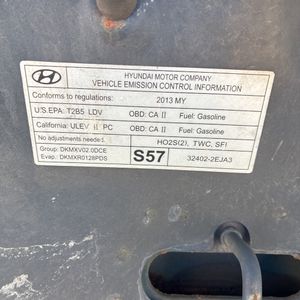 HYUNDAI MOTOR COMPANY
VEHICLE EMISSION CONTROL INFORMATION
Conforms to regulations: 2013 MY
U.S.EPA: T2B5 LDV OBD: CA II Fuel: Gasoline
California: ULEV II PC OBD: CA II Fuel: Gasoline
No adjustments needed. HO2S(2), TWC, SFI
Group: DKMXV02.0DCE
Evap.: DKMXR0128PDS S57 32402-2EJA3